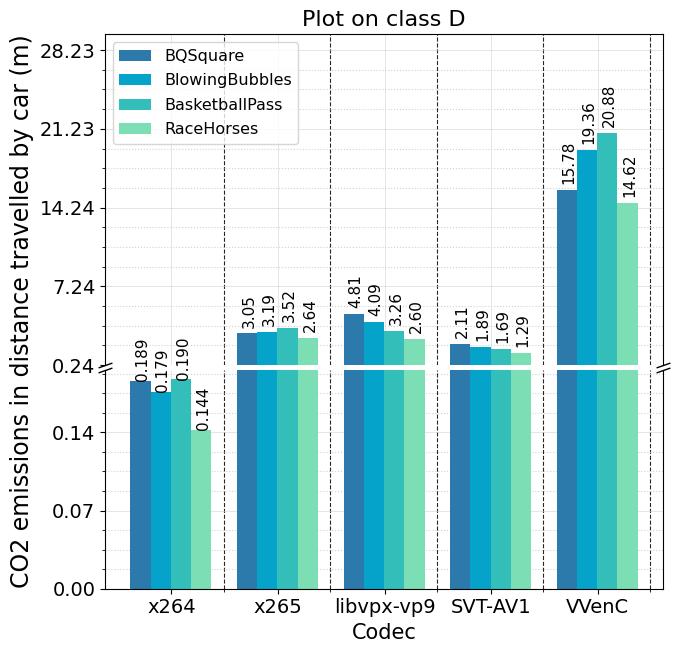 Plot on class D
CO2 emissions in distance travelled by car (m)
28.23
21.23
14.24
7.24
0.24
0.14
0.07
0.00
BQSquare
BlowingBubbles
BasketballPass
RaceHorses
0.189
0.179
0.190
0.144
3.05
3.19
3.52
2.64
4.81
4.09
3.26
2.60
2.11
1.89
1.69
1.29
15.78
19.36
20.88
14.62
x264
x265
libvpx-vp9
SVT-AV1
VVenC
Codec